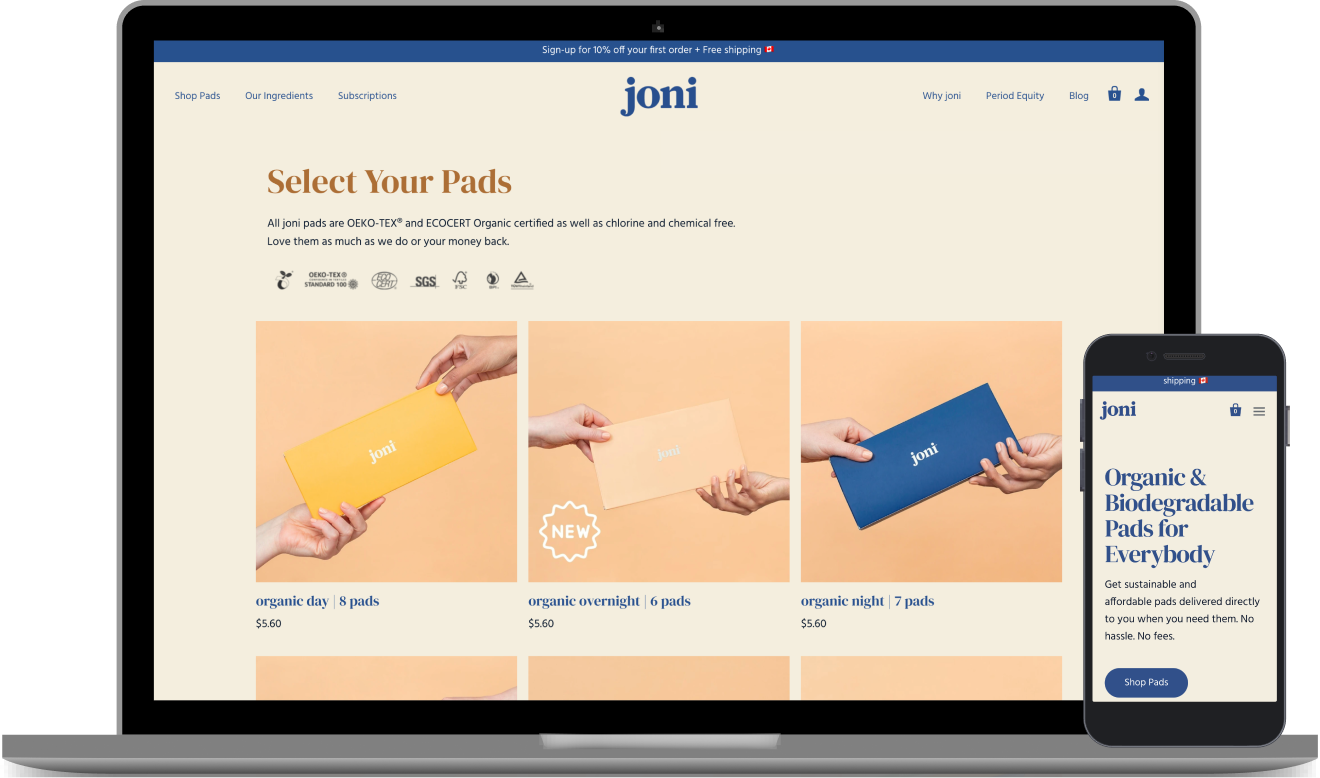 Sign-up for 10% off your first order + Free shipping 🇨🇦
Shop Pads
Our Ingredients
Subscriptions
joni
Why joni
Period Equity
Blog
0
Select Your Pads
All joni pads are OEKO-TEX® and ECOCERT Organic certified as well as chlorine and chemical free.
Love them as much as we do or your money back.
OEKO-TEX®
STANDARD 100
ECO
CERT
SGS
FSC
joni
joni
NEW
joni
organic day | 8 pads
$5.60
organic overnight | 6 pads
$5.60
organic night | 7 pads
$5.60
shipping 🇨🇦
joni
0
Organic &
Biodegradable
Pads for
Everybody
Get sustainable and
affordable pads delivered directly
to you when you need them. No
hassle. No fees.
Shop Pads